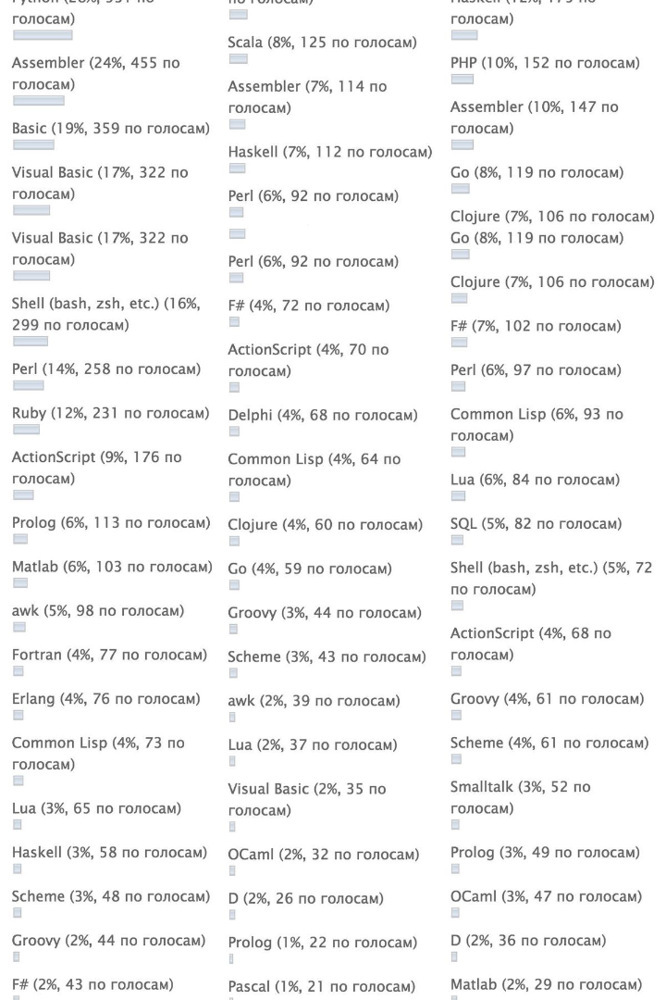 голосам)
Assembler (24%, 455 по
голосам)
Basic (19%, 359 по голосам)
Visual Basic (17%, 322 по
голосам)
Visual Basic (17%, 322 по
голосам)
Shell (bash, zsh, etc.) (16%,
299 по голосам)
Perl (14%, 258 по голосам)
Ruby (12%, 231 по голосам)
ActionScript (9%, 176 по
голосам)
Prolog (6%, 113 по голосам)
Matlab (6%, 103 по голосам)
awk (5%, 98 по голосам)
Fortran (4%, 77 по голосам)
Erlang (4%, 76 по голосам)
Common Lisp (4%, 73 по
голосам)
Lua (3%, 65 по голосам)
Haskell (3%, 58 по голосам)
Scheme (3%, 48 по голосам)
Groovy (2%, 44 по голосам)
F# (2%, 43 по голосам)
по голосам)
Scala (8%, 125 по голосам)
Assembler (7%, 114 по
голосам)
Haskell (7%, 112 по голосам)
Perl (6%, 92 по голосам)
Perl (6%, 92 по голосам)
F# (4%, 72 по голосам)
ActionScript (4%, 70 по
голосам)
Delphi (4%, 68 по голосам)
Common Lisp (4%, 64 по
голосам)
Clojure (4%, 60 по голосам)
Go (4%, 59 по голосам)
Groovy (3%, 44 по голосам)
Scheme (3%, 43 по голосам)
awk (2%, 39 по голосам)
Lua (2%, 37 по голосам)
Visual Basic (2%, 35 по
голосам)
OCaml (2%, 32 по голосам)
D (2%, 26 по голосам)
Prolog (1%, 22 по голосам)
Pascal (1%, 21 по голосам)
голосам)
PHP (10%, 152 по голосам)
Assembler (10%, 147 по
голосам)
Go (8%, 119 по голосам)
Clojure (7%, 106 по голосам)
Go (8%, 119 по голосам)
Clojure (7%, 106 по голосам)
F# (7%, 102 по голосам)
Perl (6%, 97 по голосам)
Common Lisp (6%, 93 по
голосам)
Lua (6%, 84 по голосам)
SQL (5%, 82 по голосам)
Shell (bash, zsh, etc.) (5%, 72
по голосам)
ActionScript (4%, 68 по
голосам)
Groovy (4%, 61 по голосам)
Scheme (4%, 61 по голосам)
Smalltalk (3%, 52 по
голосам)
Prolog (3%, 49 по голосам)
OCaml (3%, 47 по голосам)
D (2%, 36 по голосам)
Matlab (2%, 29 по голосам)